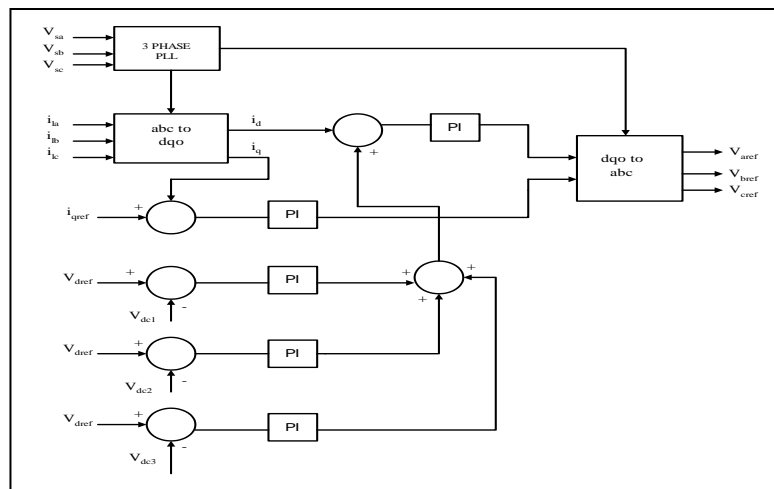 Vsa
Vsb
Vsc
3 PHASE
PLL
ila
ilb
ilc
abc to
dqo
id
iq
+
PI
dqo to
abc
Varef
Vbref
Vcref
iqref
+
PI
Vdref
+
-
Vdc1
PI
+
+
+
Vdref
+
-
Vdc2
PI
Vdref
+
-
Vdc3
PI